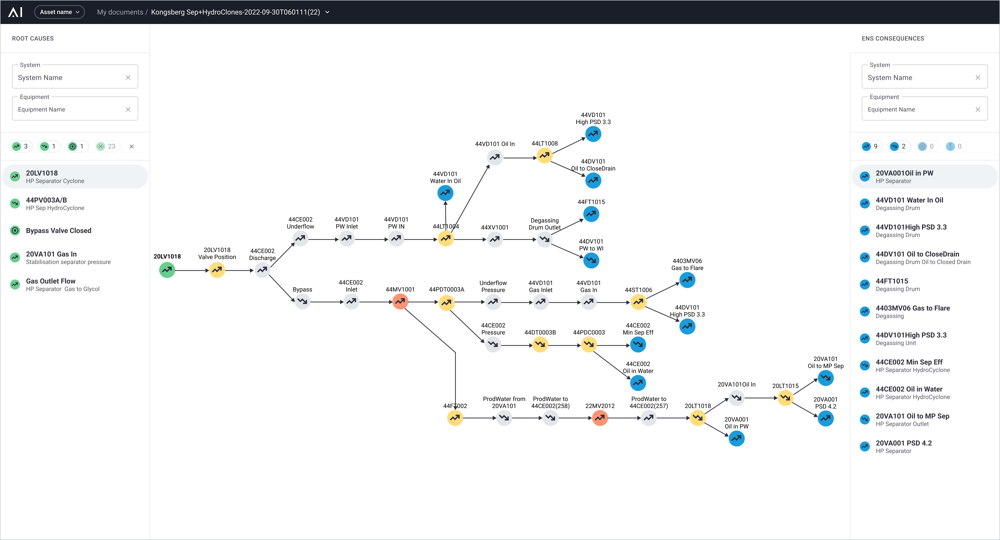 AI
Asset name
My documents / Kongsberg Sep+HydroClones-2022-09-30T060111(22)
ROOT CAUSES
System
System Name
Equipment
Equipment Name
3
1
1
23
20LV1018
HP Separator Cyclone
44PV003A/B
HP Sep HydroCyclone
Bypass Valve Closed
20VA101 Gas In
Stabilisation separator pressure
Gas Outlet Flow
HP Separator  Gas to Glycol
44VD101
High PSD 3.3
44VD101 Oil In
44LT1008
44DV101
Oil to CloseDrain
44VD101
Water In Oil
44FT1015
44CE002
Underflow
44VD101
PW Inlet
44VD101
PW IN
44LT1004
44XV1001
Degassing
Drum Outlet
44DV101
PW to WI
20LV1018
20LV1018
Valve Position
44CE002
Discharge
4403MV06
Gas to Flare
Bypass
44CE002
Inlet
44MV1001
44PDT0003A
Underflow
Pressure
44VD101
Gas Inlet
44VD101
Gas In
44ST1006
44DV101
High PSD 3.3
44CE002
Pressure
44DT0003B
44PDC0003
44CE002
Min Sep Eff
44CE002
Oil in Water
20VA101
Oil to MP Sep
20VA101Oil In
20LT1015
20VA001
PSD 4.2
44FT002
ProdWater from
20VA101
ProdWater to
44CE002(258)
22MV2012
ProdWater to
44CE002(257)
20LT1018
20VA001
Oil in PW
ENS CONSEQUENCES
System
System Name
Equipment
Equipment Name
9
2
0
0
20VA001Oil in PW
HP Separator
44VD101 Water In Oil
Degassing Drum
44VD101High PSD 3.3
Degassing Drum
44DV101 Oil to CloseDrain
Degassing Drum Oil to Closed Drain
44FT1015
Degassing Drum
4403MV06 Gas to Flare
Degassing
44DV101High PSD 3.3
Degassing Unit
44CE002 Min Sep Eff
HP Separator HydroCyclone
44CE002 Oil in Water
HP Separator HydroCyclone
20VA101 Oil to MP Sep
HP Separator Outlet
20VA001 PSD 4.2
HP Separator